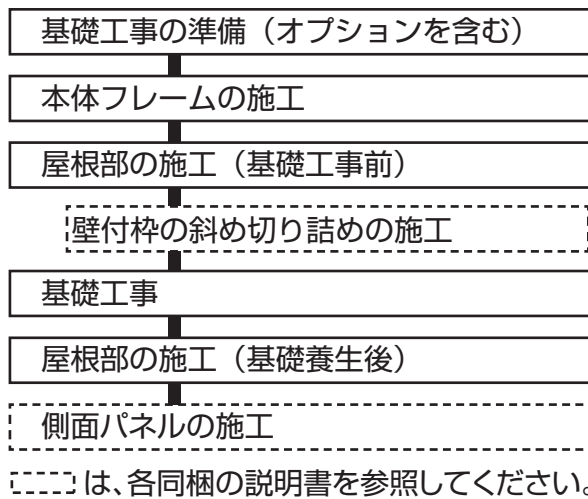 基礎工事の準備（オプションを含む）
本体フレームの施工
屋根部の施工（基礎工事前）
壁付枠の斜め切り詰めの施工
基礎工事
屋根部の施工（基礎養生後）
側面パネルの施工
は、各同梱の説明書を参照してください